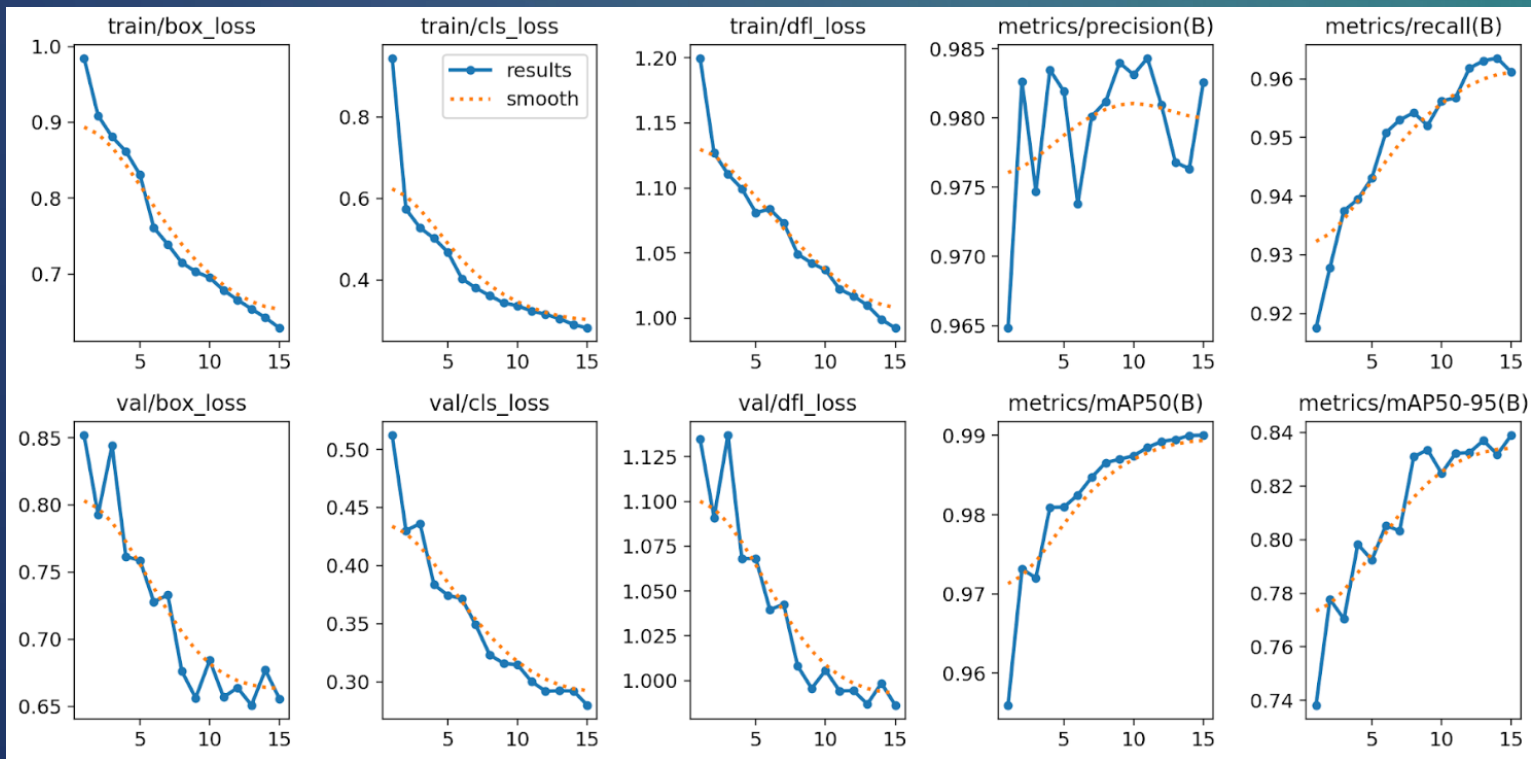 train/box_loss
train/cls_loss
train/dfl_loss
metrics/precision(B)
metrics/recall(B)
1.0
0.9
0.8
0.7
5 10 15
results
smooth
0.8
0.6
0.4
5 10 15
1.20
1.15
1.10
1.05
1.00
5 10 15
0.985
0.980
0.975
0.970
0.965
5 10 15
0.96
0.95
0.94
0.93
0.92
5 10 15
val/box_loss
val/cls_loss
val/dfl_loss
metrics/mAP50(B)
metrics/mAP50-95(B)
0.85
0.80
0.75
0.70
0.65
5 10 15
0.50
0.45
0.40
0.35
0.30
5 10 15
1.125
1.100
1.075
1.050
1.025
1.000
5 10 15
0.99
0.98
0.97
0.96
5 10 15
0.84
0.82
0.80
0.78
0.76
0.74
5 10 15